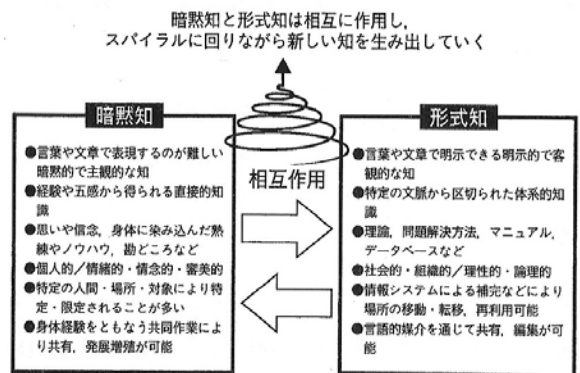 暗黙知と形式知は相互に作用し,
スパイラルに回りながら新しい知を生み出していく
暗黙知
●言葉や文章で表現するのが難しい
暗黙的で主観的な知
●経験や五感から得られる直接的知
識
●思いや信念,身体に染み込んだ熟
練やノウハウ,勘どころなど
●個人的/情緒的・情念的・審美的
●特定の人間・場所・対象により特
定・限定されることが多い
●身体経験をともなう共同作業によ
り共有,発展増殖が可能
相互作用
形式知
●言葉や文章で明示できる明示的で客
観的な知
●特定の文脈から区切られた体系的知
識
●理論,問題解決方法,マニュアル,
データベースなど
●社会的・組織的/理性的・論理的
●情報システムによる補完などにより
場所の移動・転移,再利用可能
●言語的媒介を通じて共有,編集が可
能